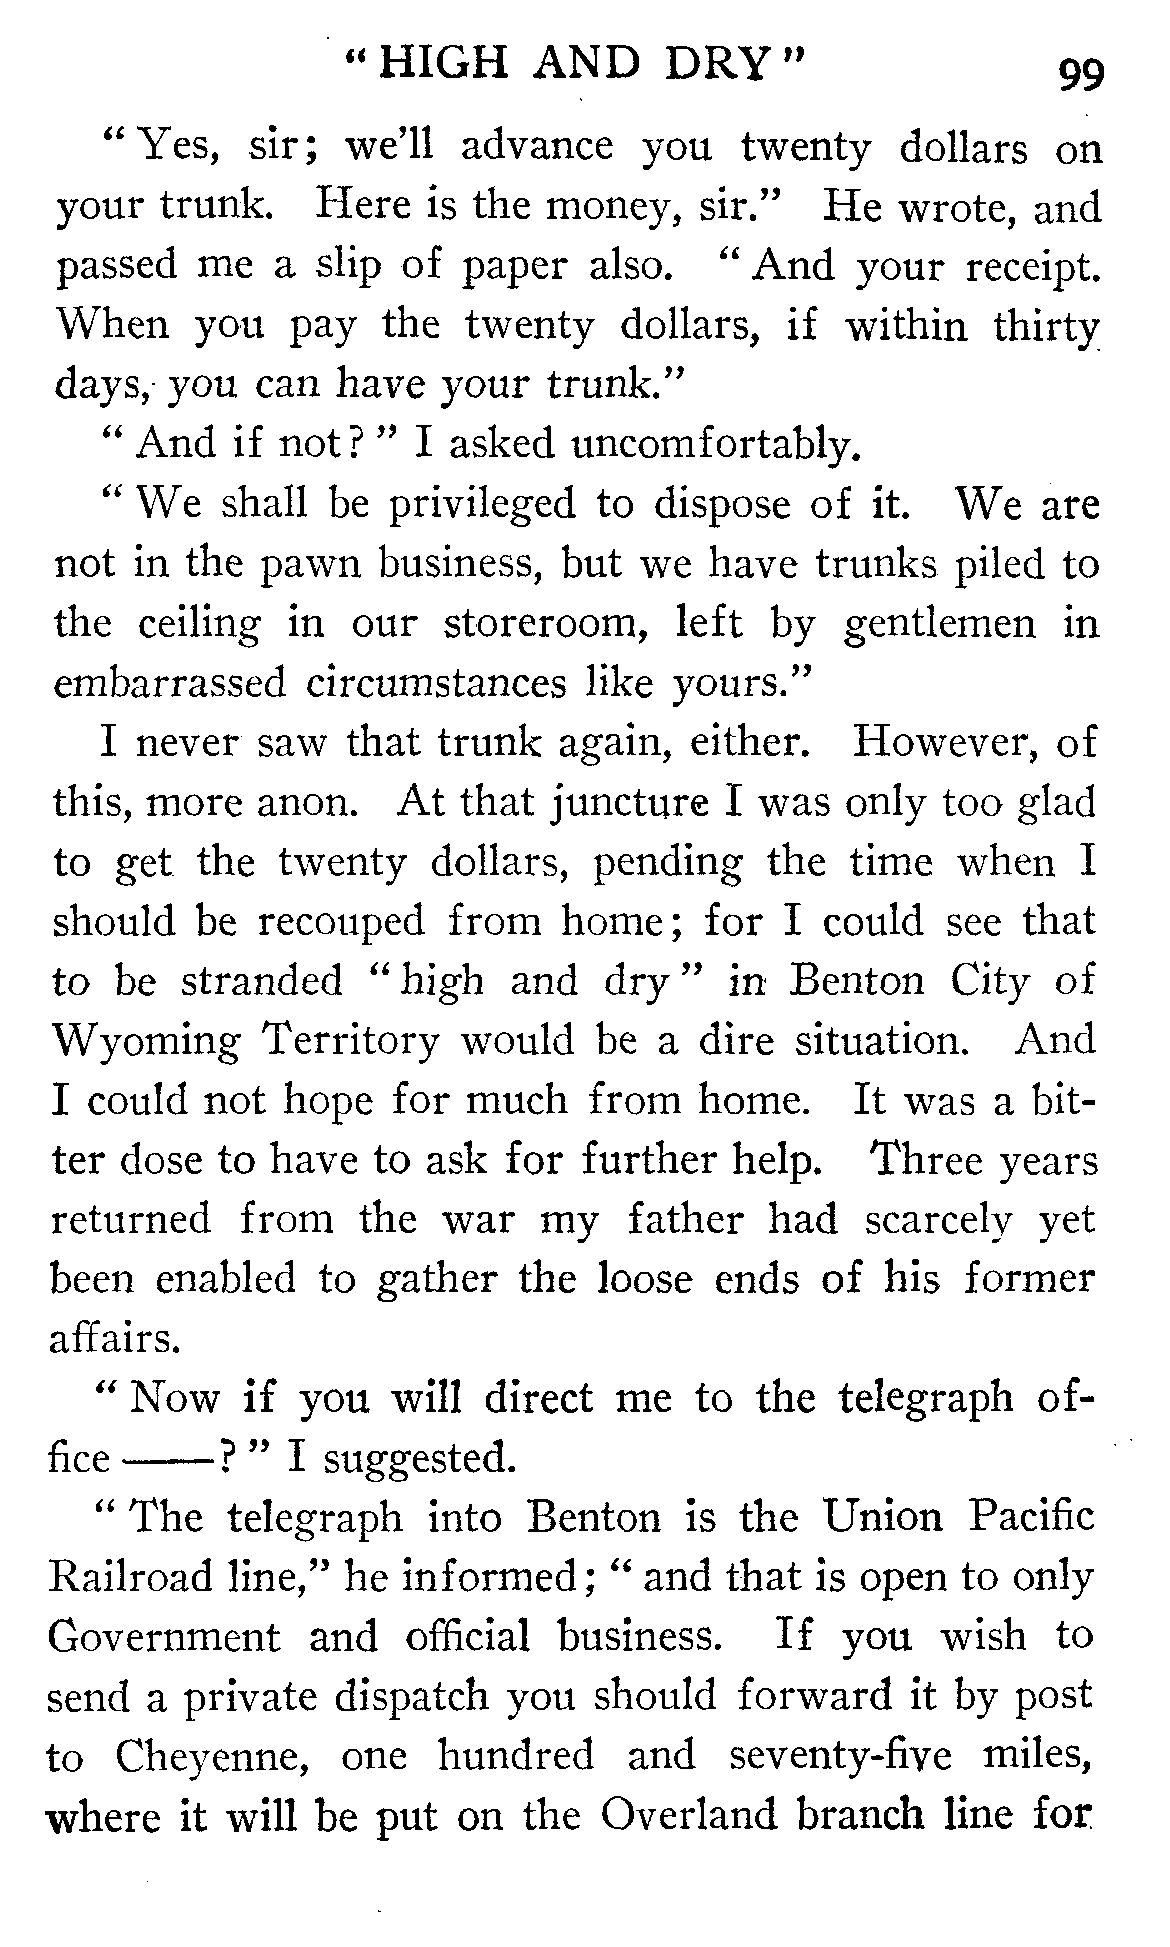 "HIGH AND DRY" 99
"Yes, sir; we'll advance you twenty dollars on
your trunk. Here is the money, sir." He wrote, and
passed me a slip of paper also. "And your receipt.
When you pay the twenty dollars, if within thirty
days, you can have your trunk."
"And if not?" I asked uncomfortably.
"We shall be privileged to dispose of it. We are
not in the pawn business, but we have trunks piled to
the ceiling in our storeroom, left by gentlemen in
embarrassed circumstances like yours."
I never saw that trunk again, either. However, of
this, more anon. At that juncture I was only too glad
to get the twenty dollars, pending the time when I
should be recouped from home; for I could see that
to be stranded "high and dry" in Benton City of
Wyoming Territory would be a dire situation. And
I could not hope for much from home. It was a bit-
ter dose to have to ask for further help. Three years
returned from the war my father had scarcely yet
been enabled to gather the loose ends of his former
affairs.
"Now if you will direct me to the telegraph of-
fice ——?" I suggested.
"The telegraph into Benton is the Union Pacific
Railroad line," he informed; "and that is open to only
Government and official business. If you wish to
send a private dispatch you should forward it by post
to Cheyenne, one hundred and seventy-five miles,
where it will be put on the Overland branch line for